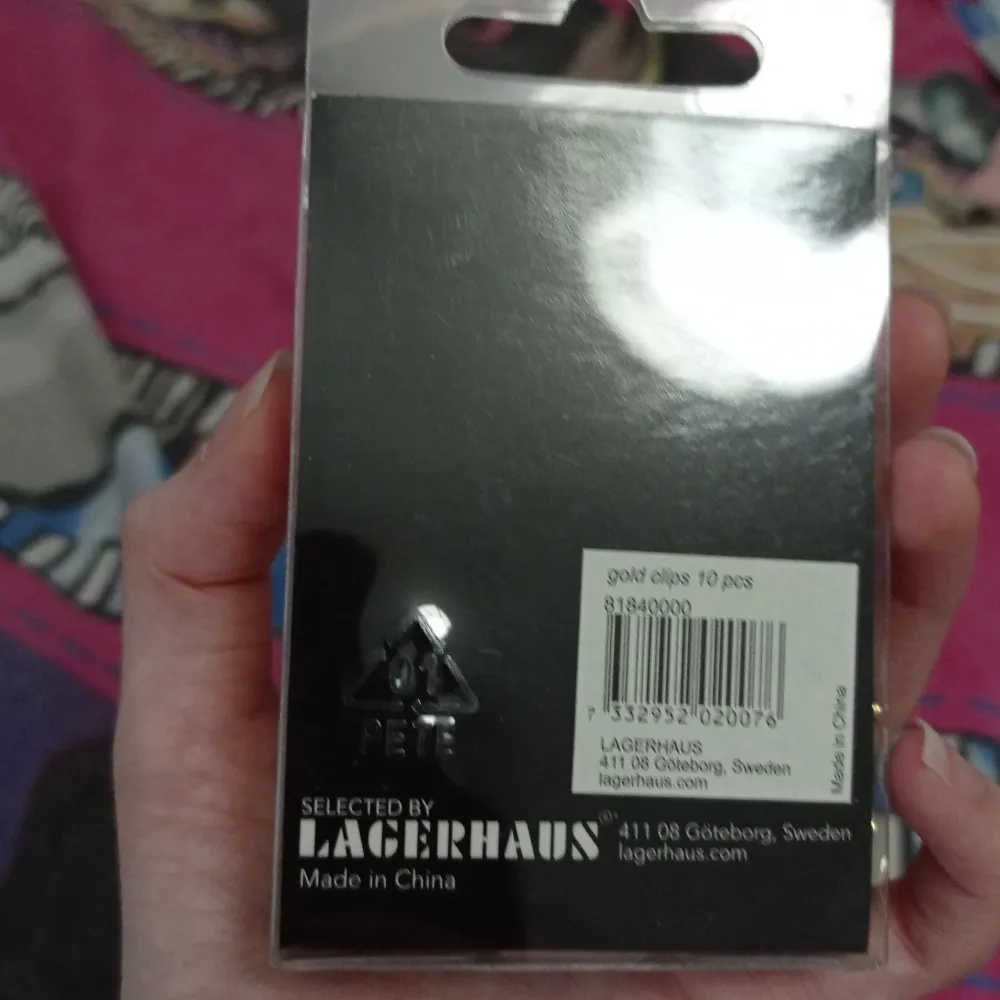 gold clips 10 pcs
81840000
7 332952 020076
LAGERHAUS
411 08 Göteborg, Sweden
lagerhaus.com
Made in China
01
PETE
SELECTED BY
LAGERHAUS®
411 08 Göteborg, Sweden
lagerhaus.com
Made in China